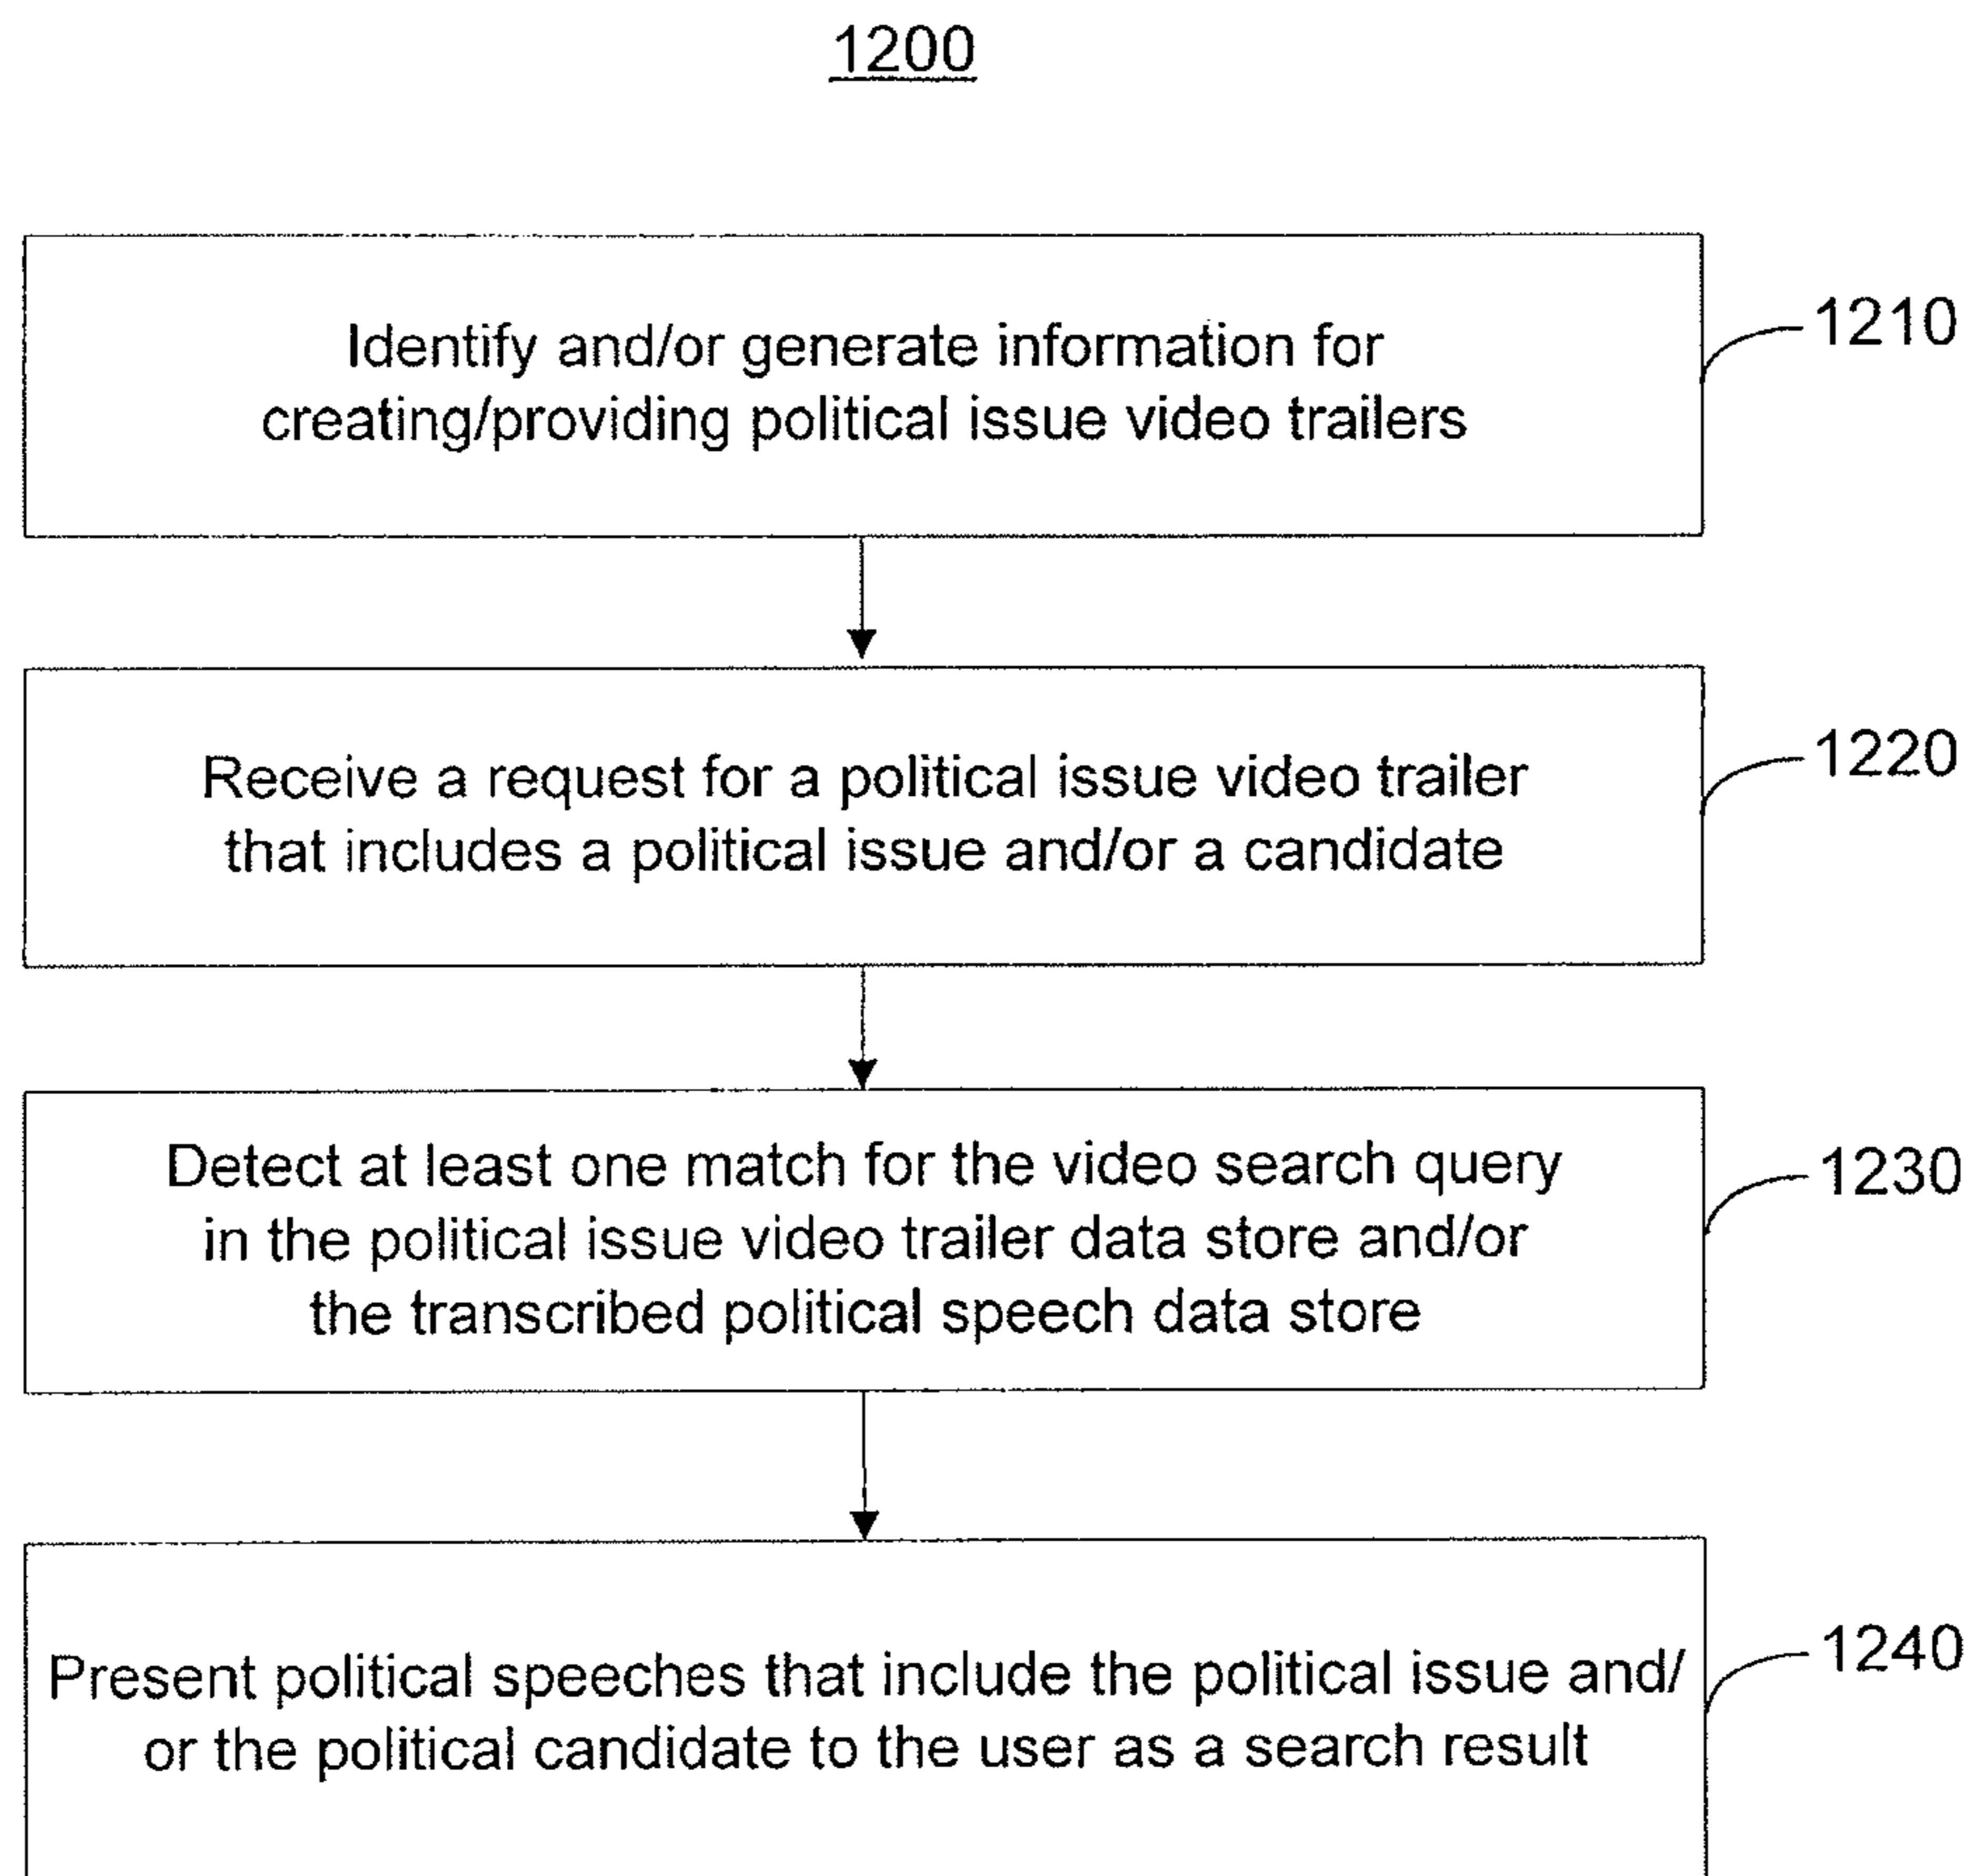 1200
Identify and/or generate information for
creating/providing political issue video trailers
1210
Receive a request for a political issue video trailer
that includes a political issue and/or a candidate
1220
Detect at least one match for the video search query
in the political issue video trailer data store and/or
the transcribed political speech data store
1230
Present political speeches that include the political issue and/
or the political candidate to the user as a search result
1240